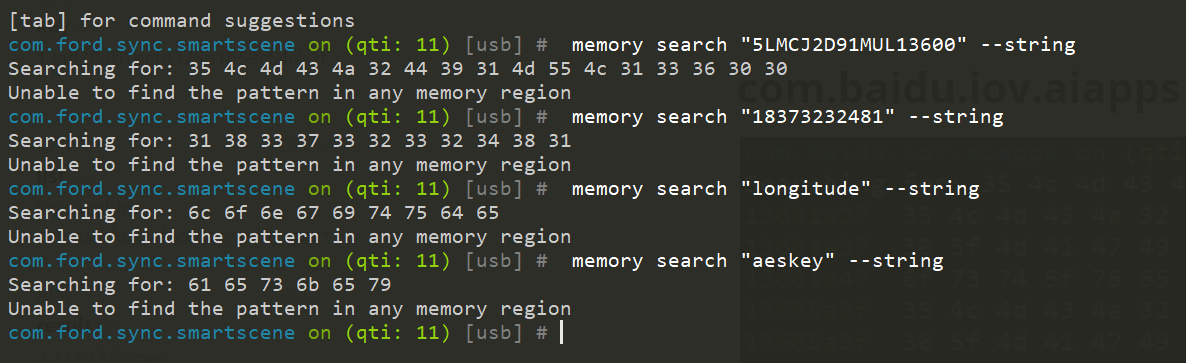 [tab] for command suggestions
com.ford.sync.smartscene on (qti: 11) [usb] # memory search "5LMCJ2D91MUL13600" --string
Searching for: 35 4c 4d 43 4a 32 44 39 31 4d 55 4c 31 33 36 30 30
Unable to find the pattern in any memory region
com.ford.sync.smartscene on (qti: 11) [usb] # memory search "18373232481" --string
Searching for: 31 38 33 37 33 32 33 32 34 38 31
Unable to find the pattern in any memory region
com.ford.sync.smartscene on (qti: 11) [usb] # memory search "longitude" --string
Searching for: 6c 6f 6e 67 69 74 75 64 65
Unable to find the pattern in any memory region
com.ford.sync.smartscene on (qti: 11) [usb] # memory search "aeskey" --string
Searching for: 61 65 73 6b 65 79
Unable to find the pattern in any memory region
com.ford.sync.smartscene on (qti: 11) [usb] #
com.baidu.iov.aiapps